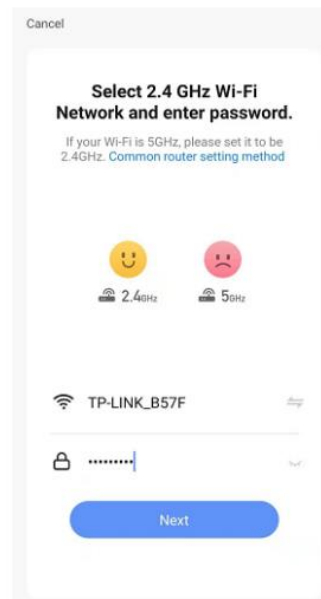 Cancel
Select 2.4 GHz Wi-Fi
Network and enter password.
If your Wi-Fi is 5GHz, please set it to be
2.4GHz. Common router setting method
2.4GHz 5GHz
TP-LINK_B57F
•••••••••
Next